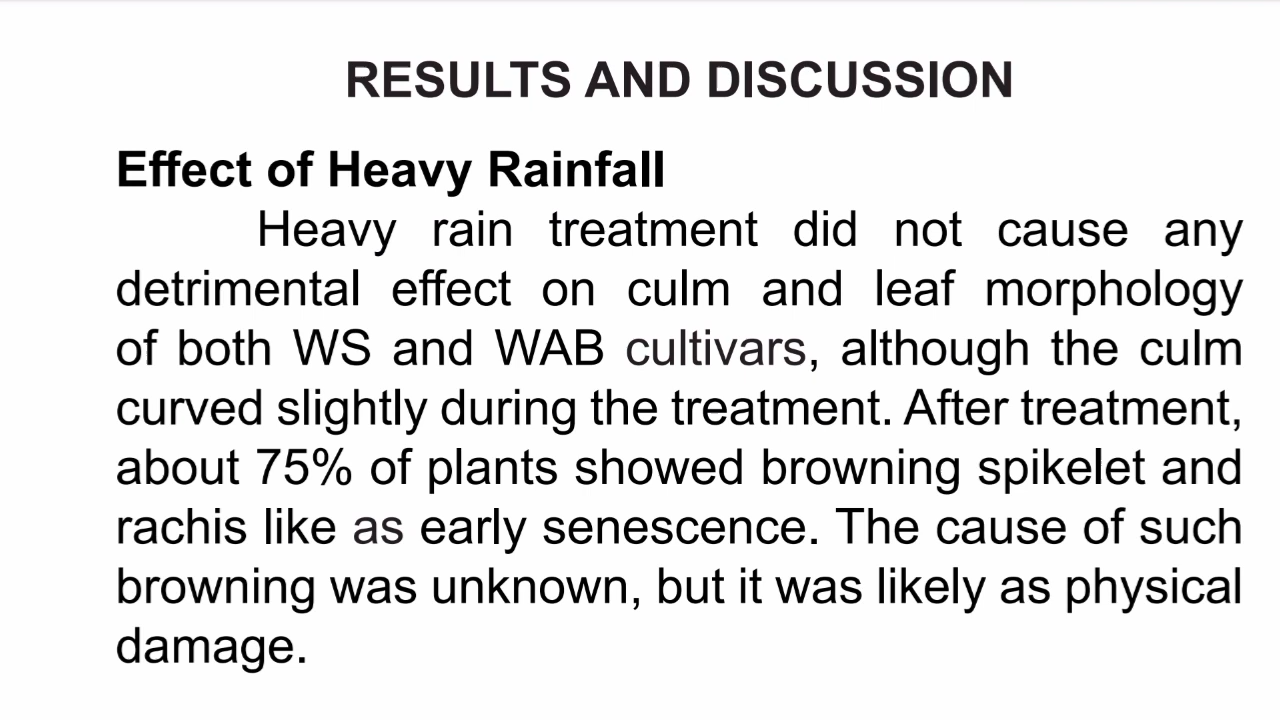 RESULTS AND DISCUSSION
Effect of Heavy Rainfall
Heavy rain treatment did not cause any
detrimental effect on culm and leaf morphology
of both WS and WAB cultivars, although the culm
curved slightly during the treatment. After treatment,
about 75% of plants showed browning spikelet and
rachis like as early senescence. The cause of such
browning was unknown, but it was likely as physical
damage.